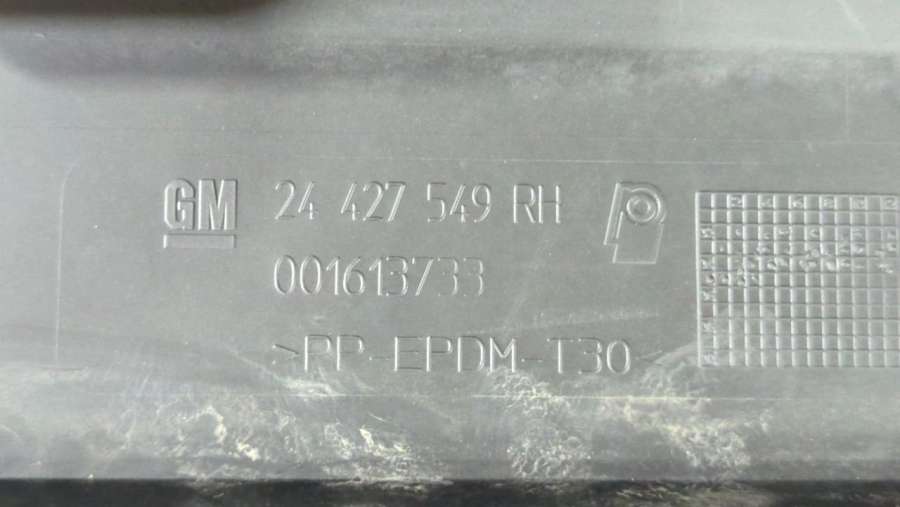 GM 24 427 549 RH
001613733
>PP-EPDM-T30<